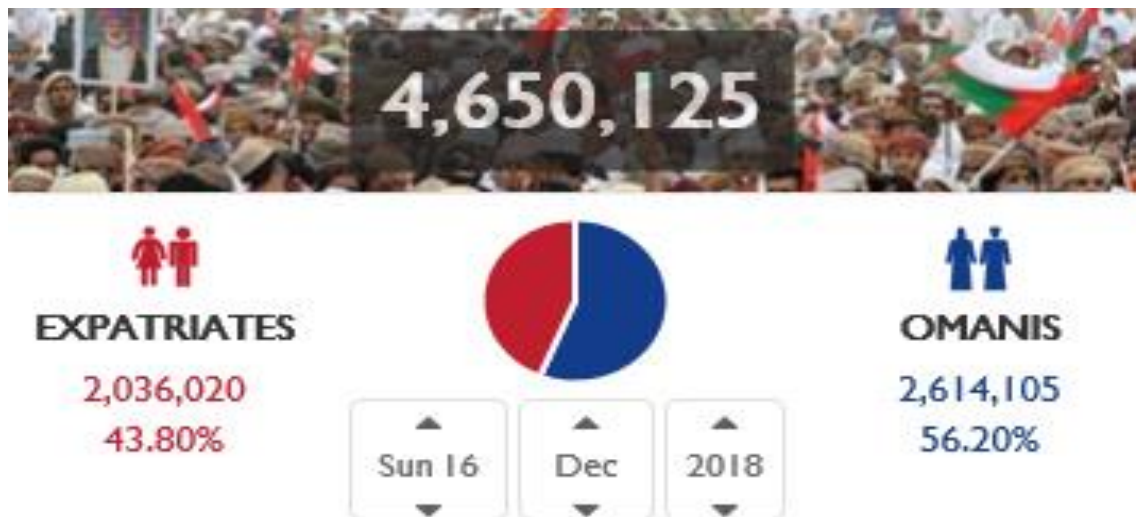 4,650,125
EXPATRIATES
2,036,020
43.80%
Sun 16
Dec
2018
OMANIS
2,614,105
56.20%